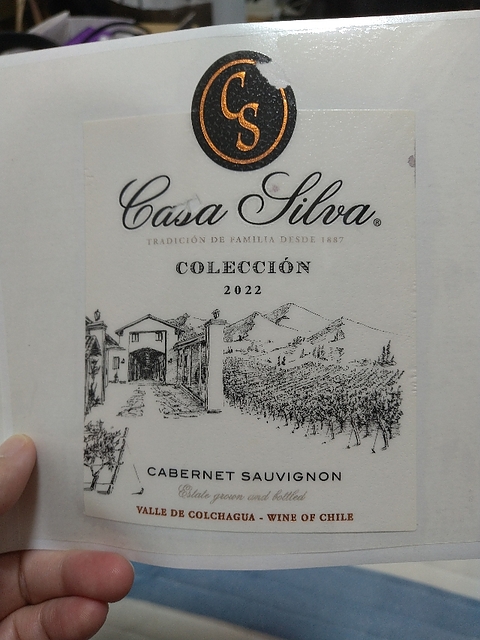 CS
Casa Silva®
TRADICIÓN DE FAMILIA DESDE 1887
COLECCIÓN
2022
CABERNET SAUVIGNON
Estate grown and bottled
VALLE DE COLCHAGUA - WINE OF CHILE